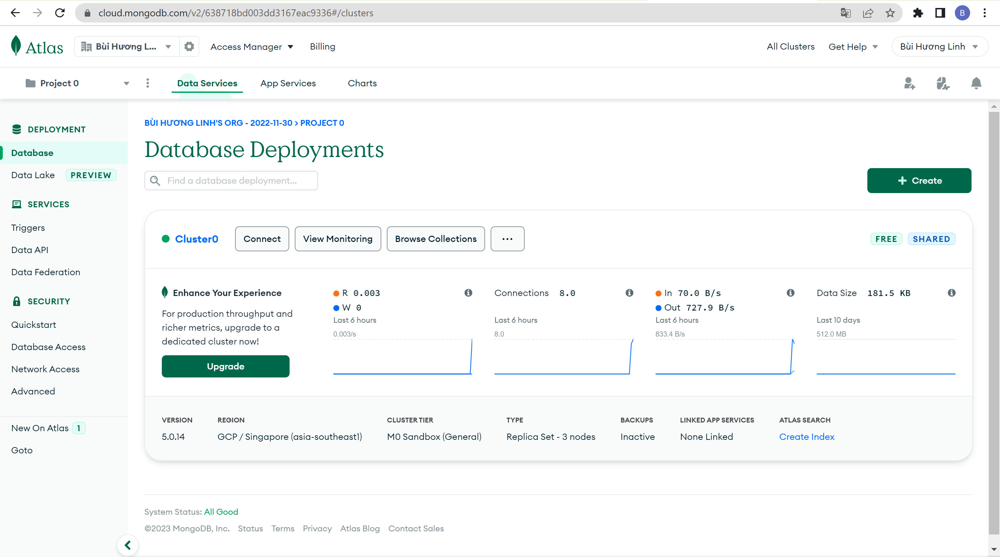 cloud.mongodb.com/v2/638718bd003dd3167eac9336#/clusters
B
Atlas
Bùi Hương L...
Access Manager
Billing
All Clusters
Get Help
Bùi Hương Linh
Project 0
Data Services
App Services
Charts
DEPLOYMENT
Database
Data Lake PREVIEW
SERVICES
Triggers
Data API
Data Federation
SECURITY
Quickstart
Database Access
Network Access
Advanced
New On Atlas 1
Goto
BÙI HƯƠNG LINH'S ORG - 2022-11-30 > PROJECT 0
Database Deployments
Find a database deployment...
+ Create
Cluster0
Connect
View Monitoring
Browse Collections
...
FREE
SHARED
Enhance Your Experience
For production throughput and
richer metrics, upgrade to a
dedicated cluster now!
Upgrade
R 0.003
W 0
Last 6 hours
0.003/s
Connections 8.0
Last 6 hours
8.0
In 70.0 B/s
Out 727.9 B/s
Last 6 hours
833.4 B/s
Data Size 181.5 KB
Last 10 days
512.0 MB
VERSION
5.0.14
REGION
GCP / Singapore (asia-southeast1)
CLUSTER TIER
M0 Sandbox (General)
TYPE
Replica Set - 3 nodes
BACKUPS
Inactive
LINKED APP SERVICES
None Linked
ATLAS SEARCH
Create Index
System Status: All Good
©2023 MongoDB, Inc. Status Terms Privacy Atlas Blog Contact Sales